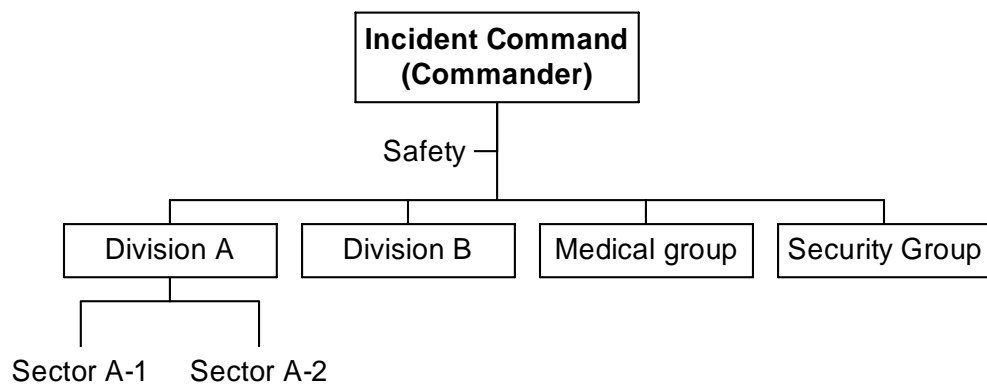 Incident Command
(Commander)
Safety
Division A
Division B
Medical group
Security Group
Sector A-1
Sector A-2